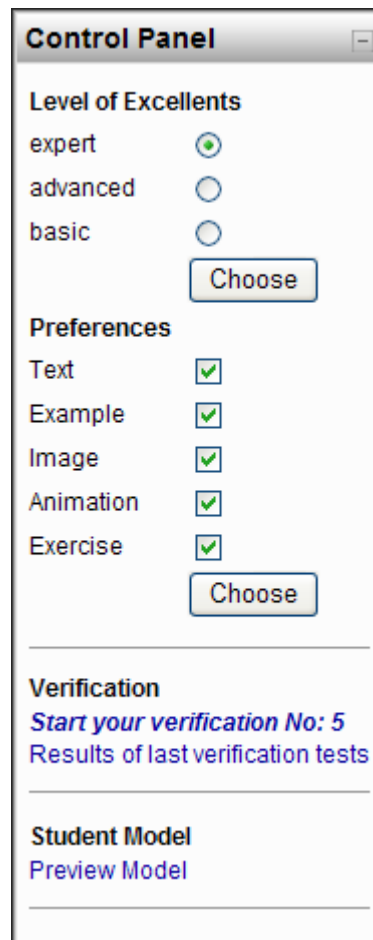 Control Panel
Level of Excellents
expert
advanced
basic
Choose
Preferences
Text
Example
Image
Animation
Exercise
Choose
Verification
Start your verification No: 5
Results of last verification tests
Student Model
Preview Model